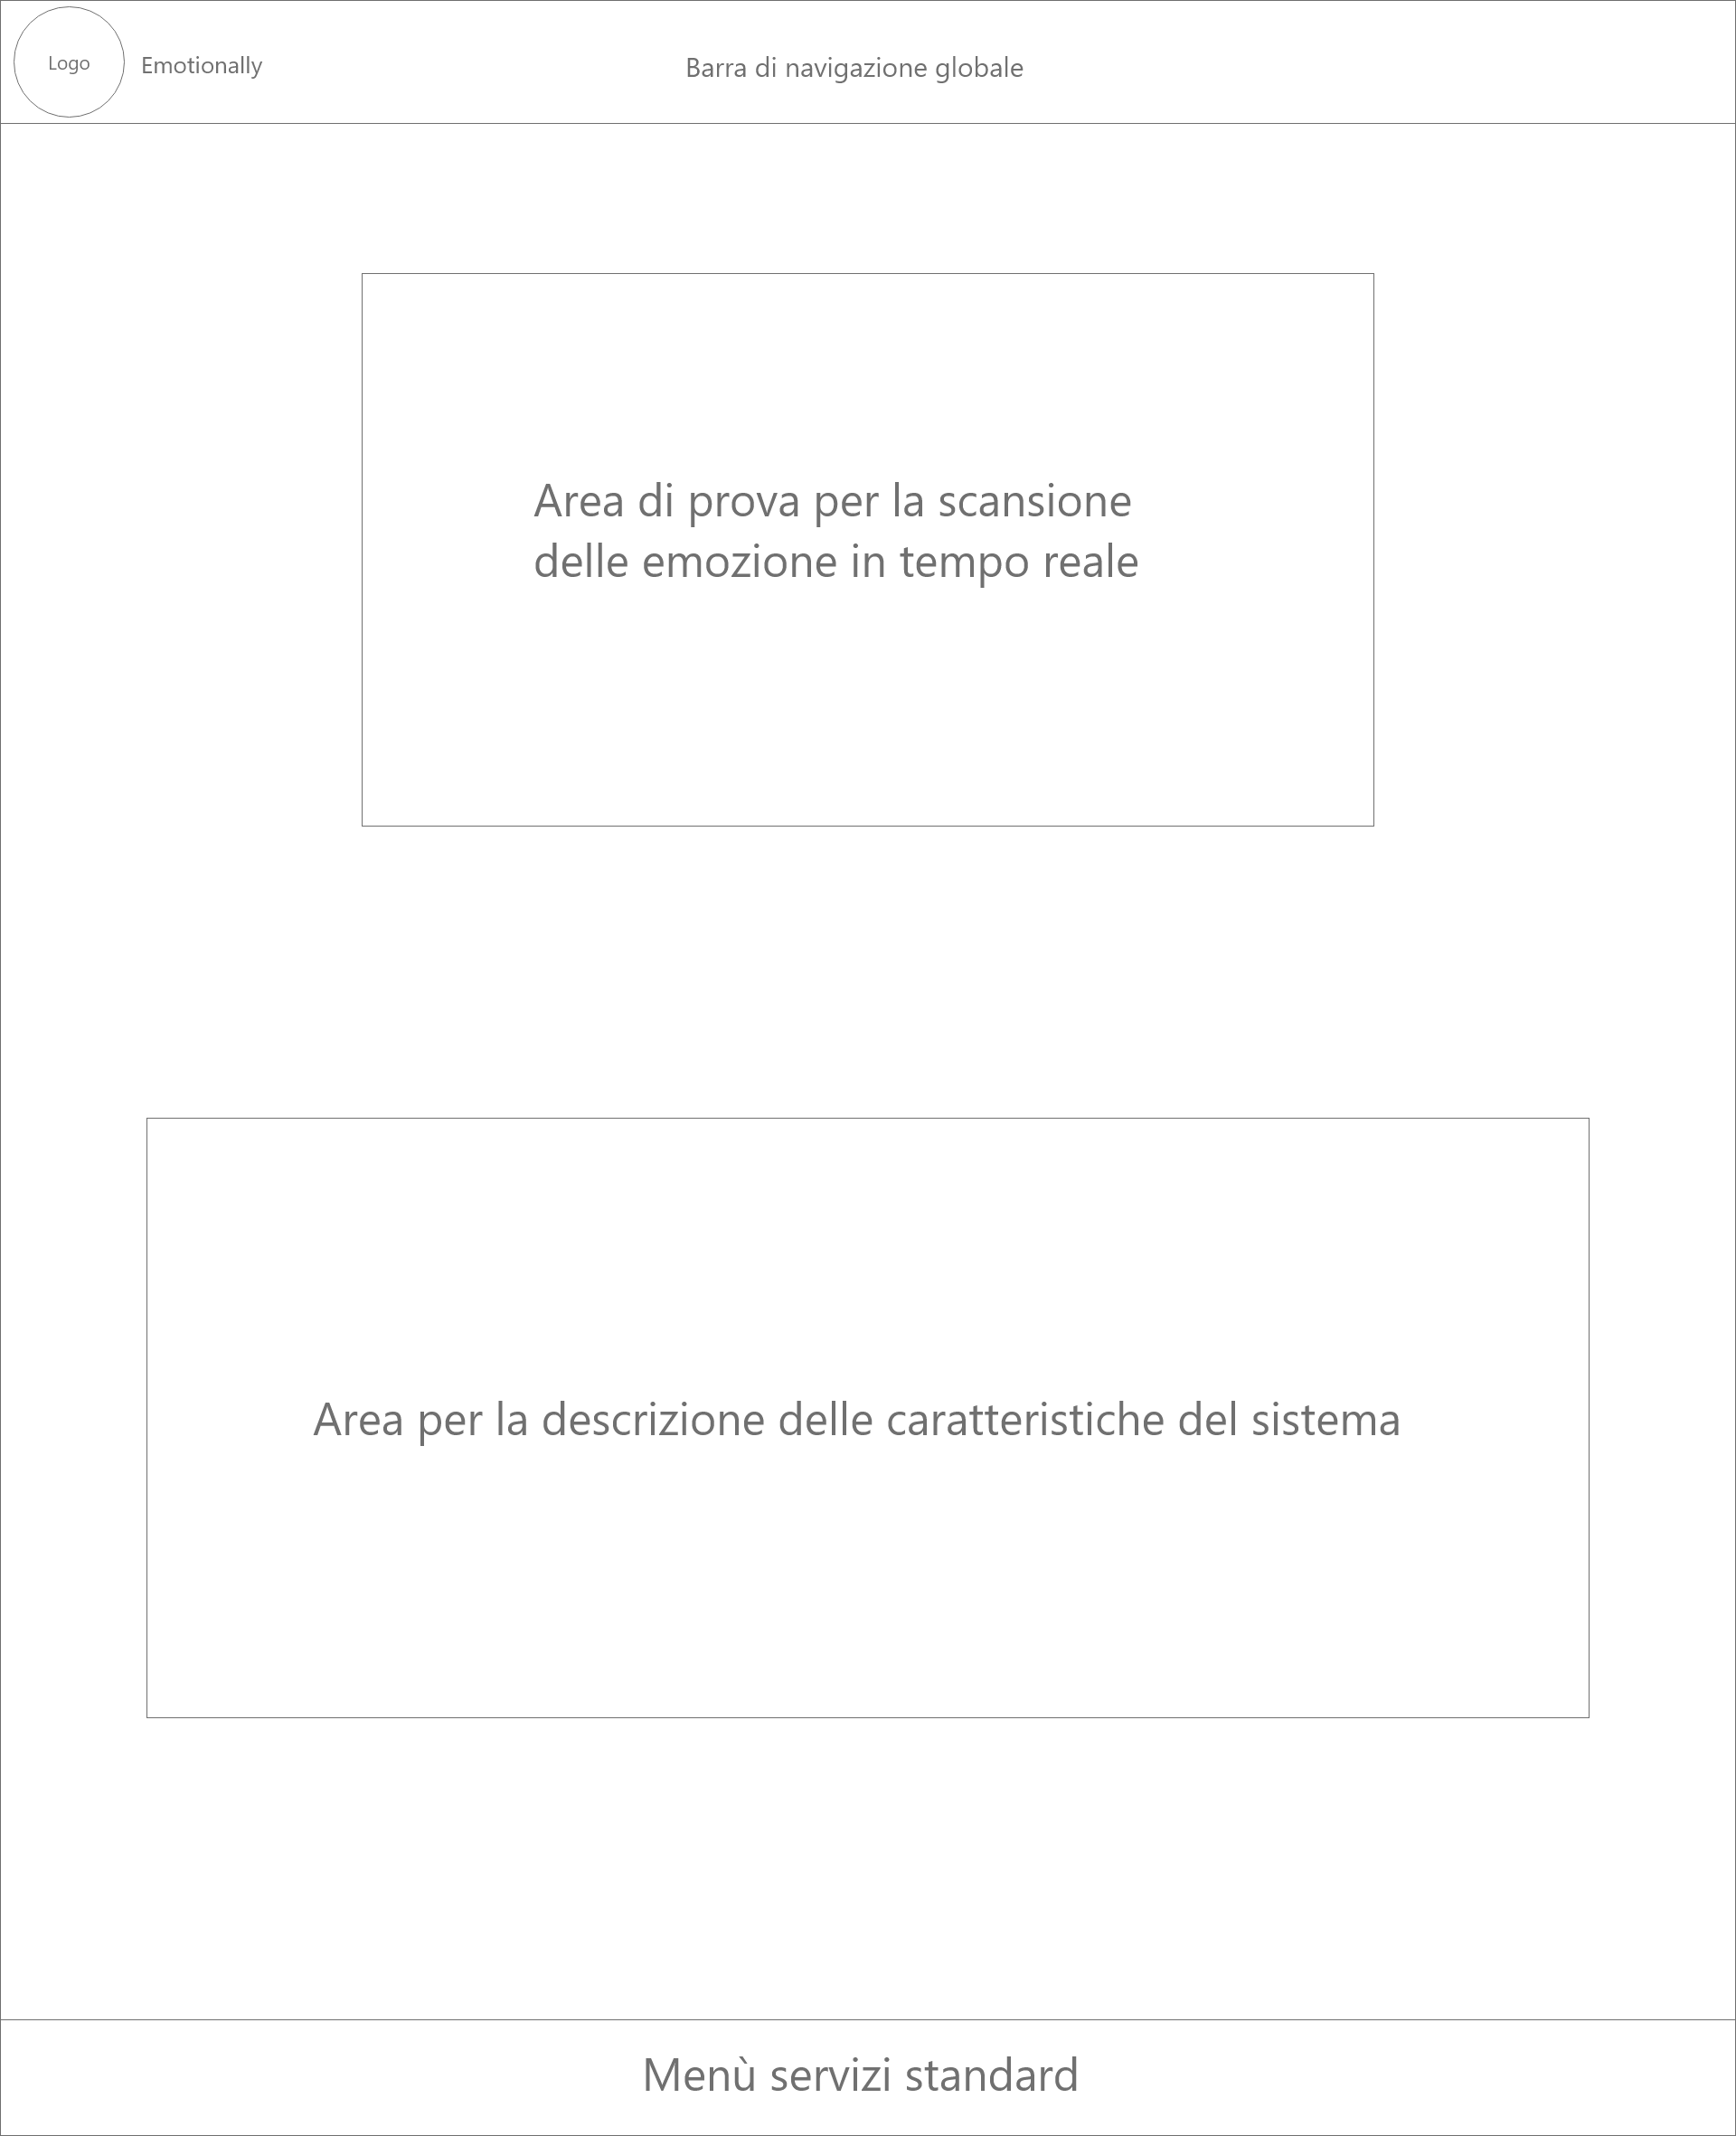 Logo
Emotionally
Barra di navigazione globale
Area di prova per la scansione
delle emozione in tempo reale
Area per la descrizione delle caratteristiche del sistema
Menù servizi standard